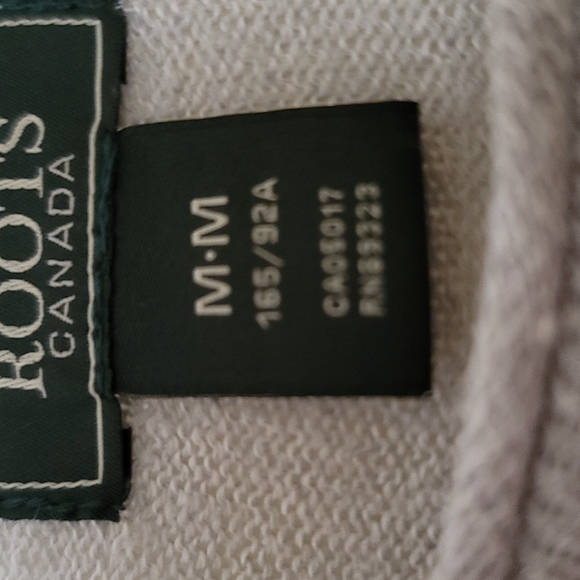 ROOTS
CANADA
M·M
165/92A
CA05017
RN89323